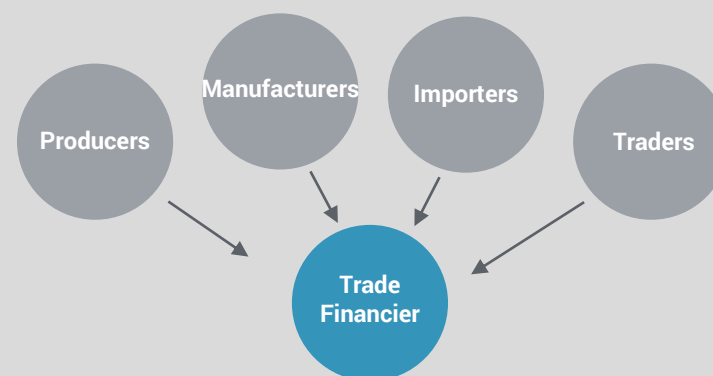 Producers
Manufacturers
Importers
Traders
Trade
Financier